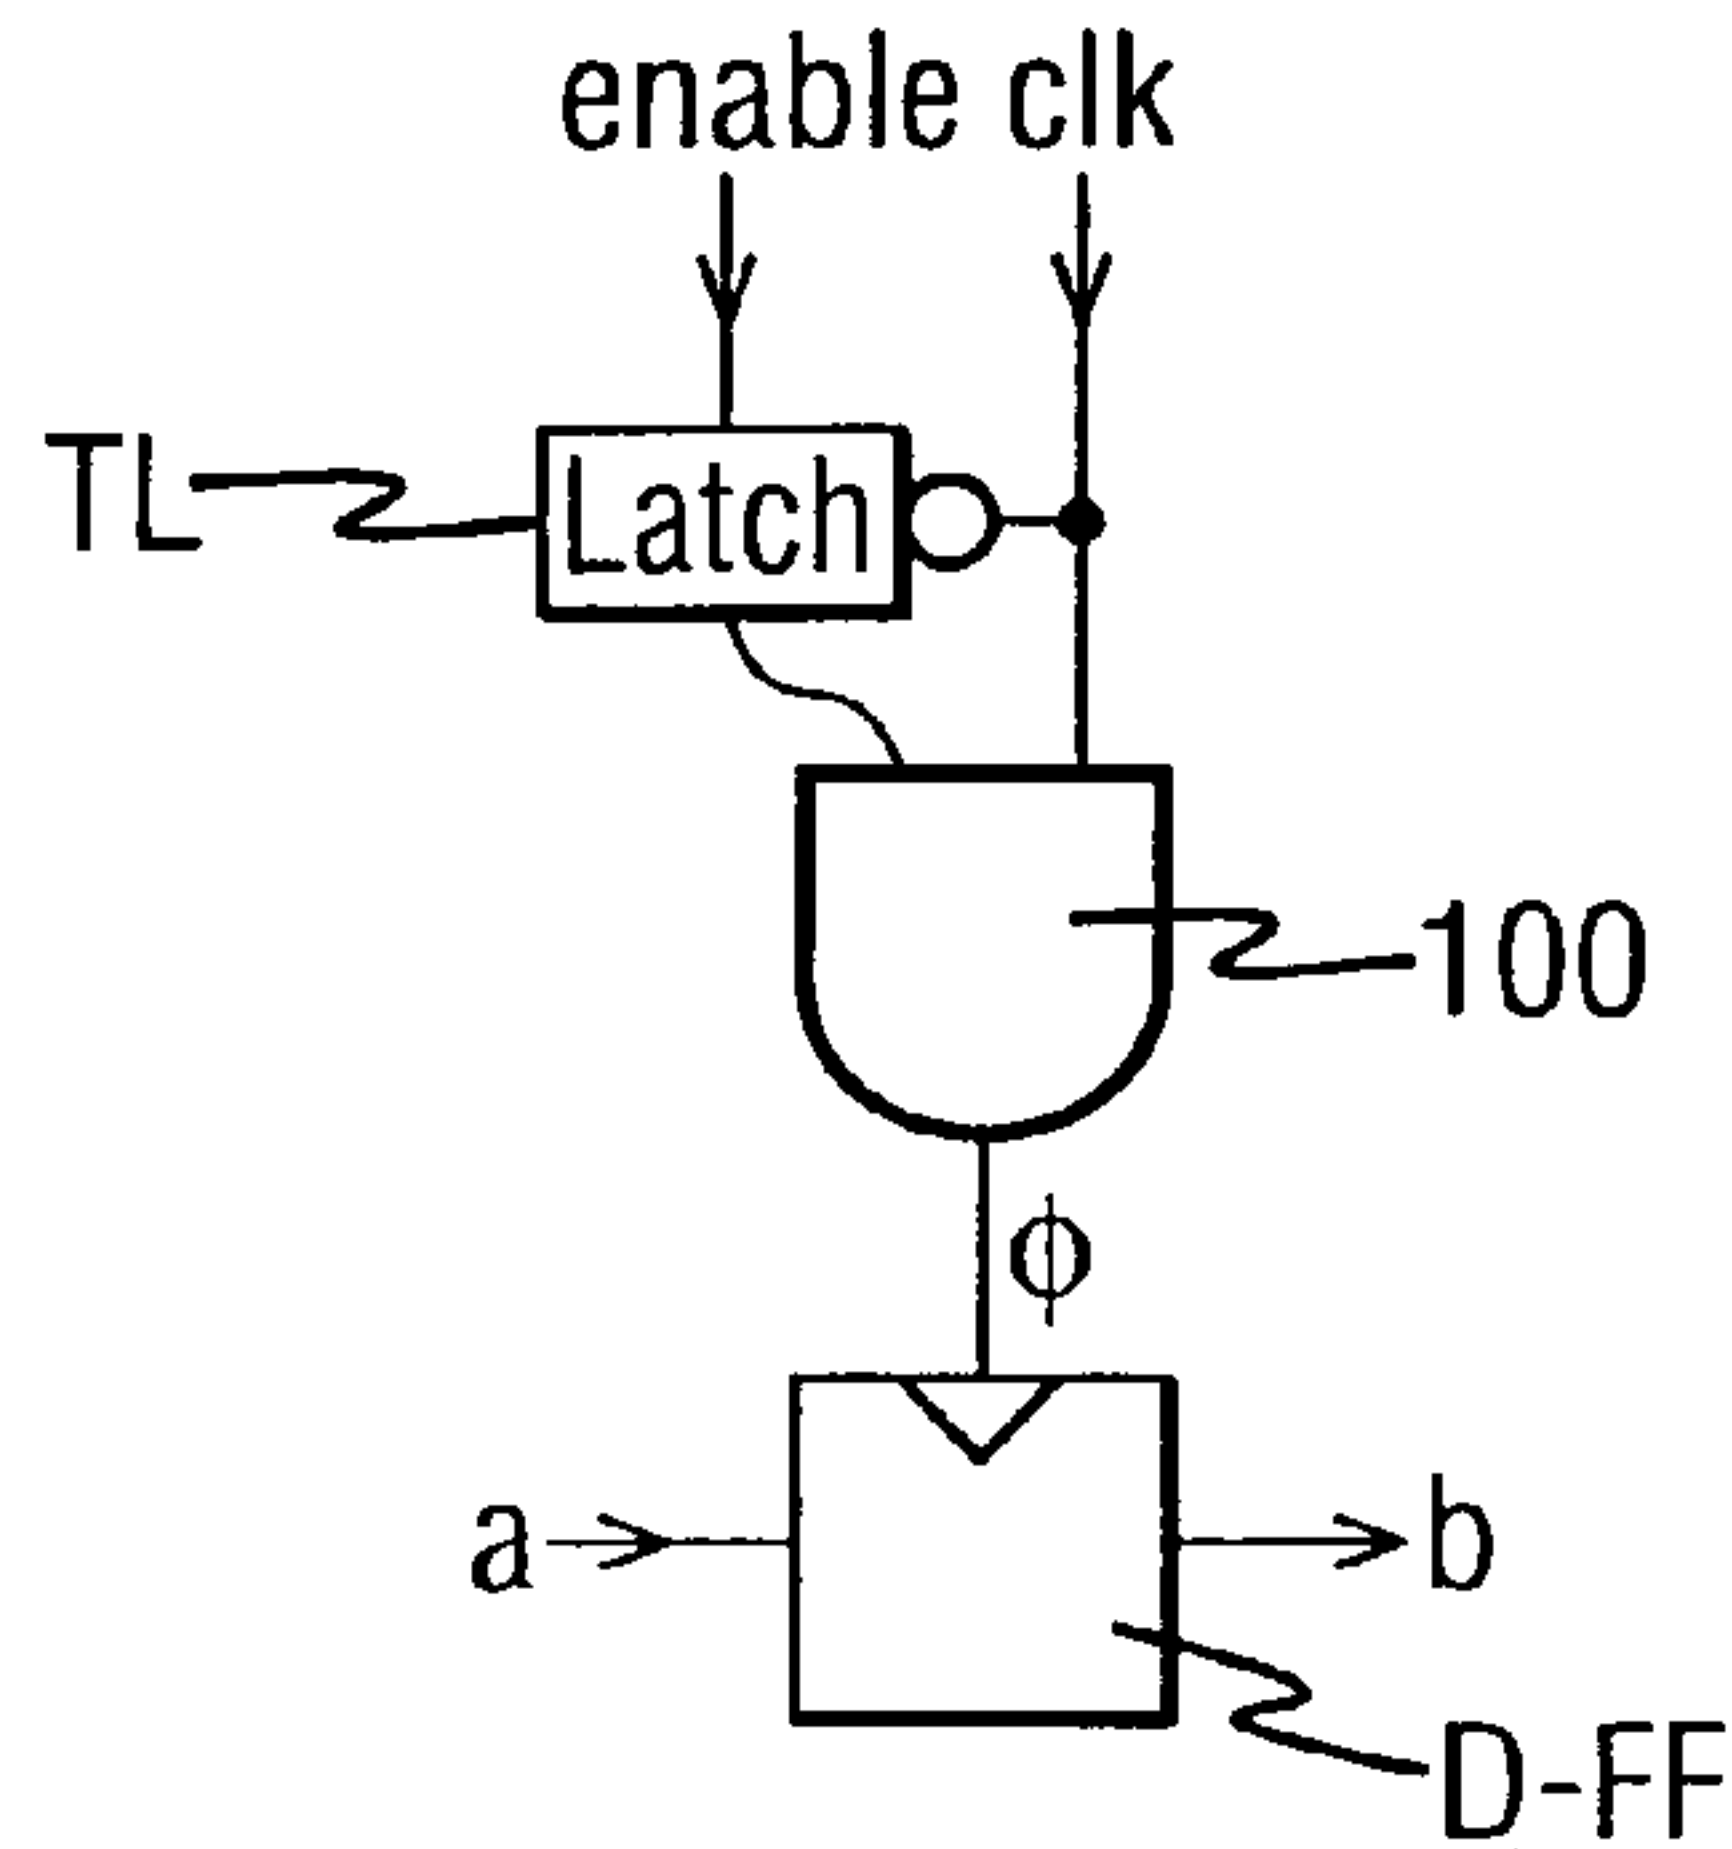 enable clk
TL
Latch
100
ϕ
a
b
D-FF